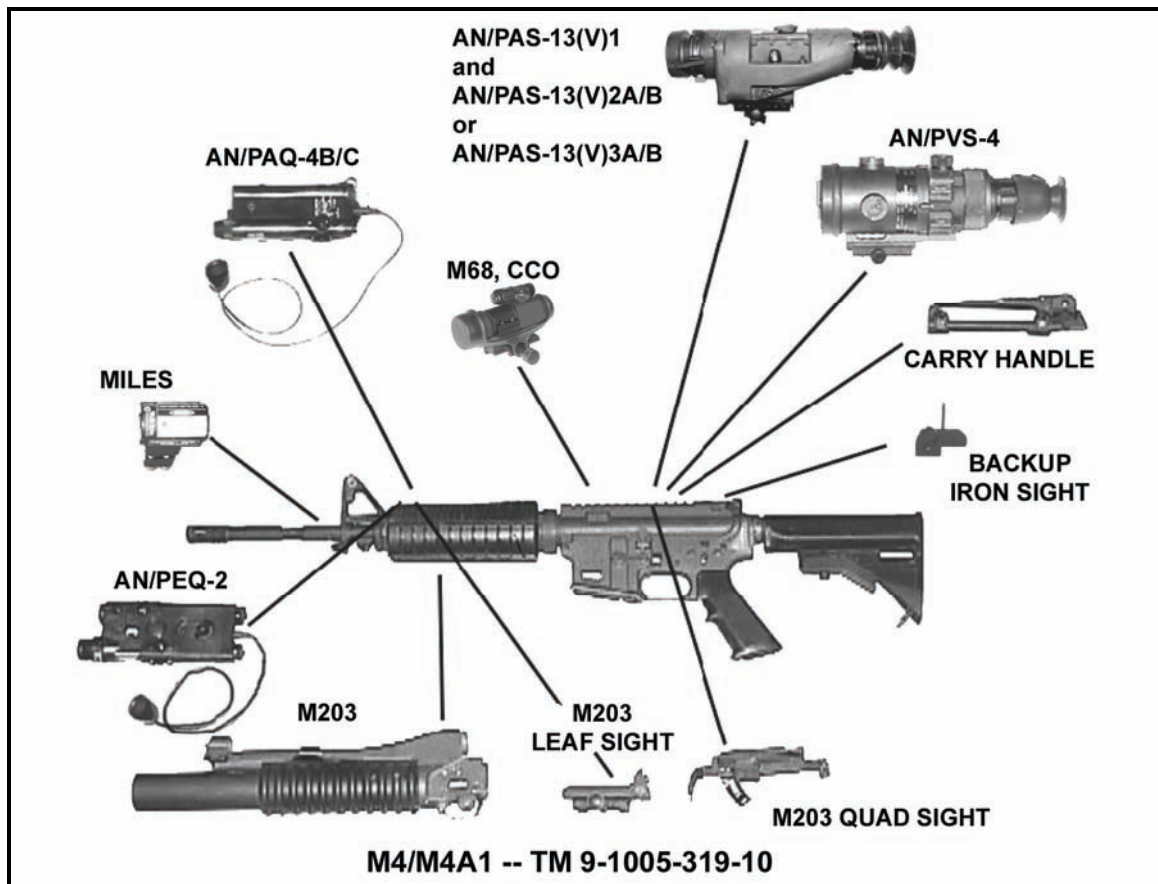 AN/PAS-13(V)1
and
AN/PAS-13(V)2A/B
or
AN/PAS-13(V)3A/B
AN/PAQ-4B/C
AN/PVS-4
M68, CCO
CARRY HANDLE
MILES
BACKUP
IRON SIGHT
AN/PEQ-2
M203
M203
LEAF SIGHT
M203 QUAD SIGHT
M4/M4A1 -- TM 9-1005-319-10